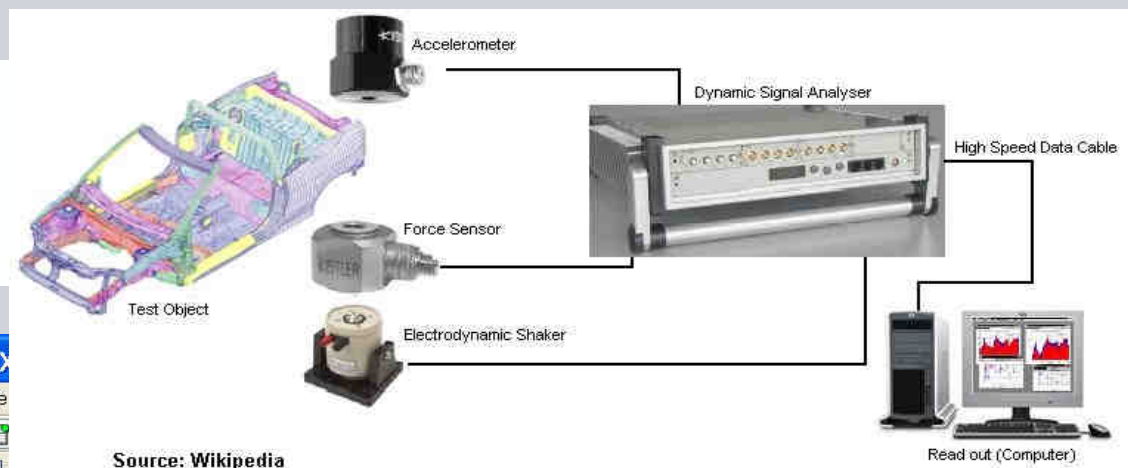 Accelerometer
Dynamic Signal Analyser
High Speed Data Cable
Force Sensor
KISTLER
Test Object
Electrodynamic Shaker
Source: Wikipedia
Read out (Computer)